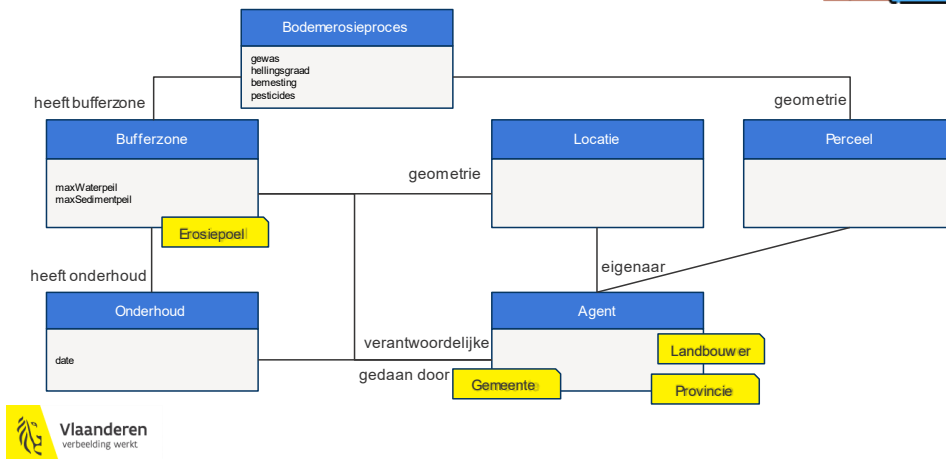 Bodemerosieproces
gewas
hellingsgraad
bemesting
pesticides
heeft bufferzone
geometrie
Bufferzone
Locatie
Perceel
maxWaterpeil
maxSedimentpeil
geometrie
Erosiepoel
heeft onderhoud
eigenaar
Onderhoud
Agent
date
verantwoordelijke
Landbouwer
gedaan door
Gemeente
Provincie
Vlaanderen
verbeelding werkt